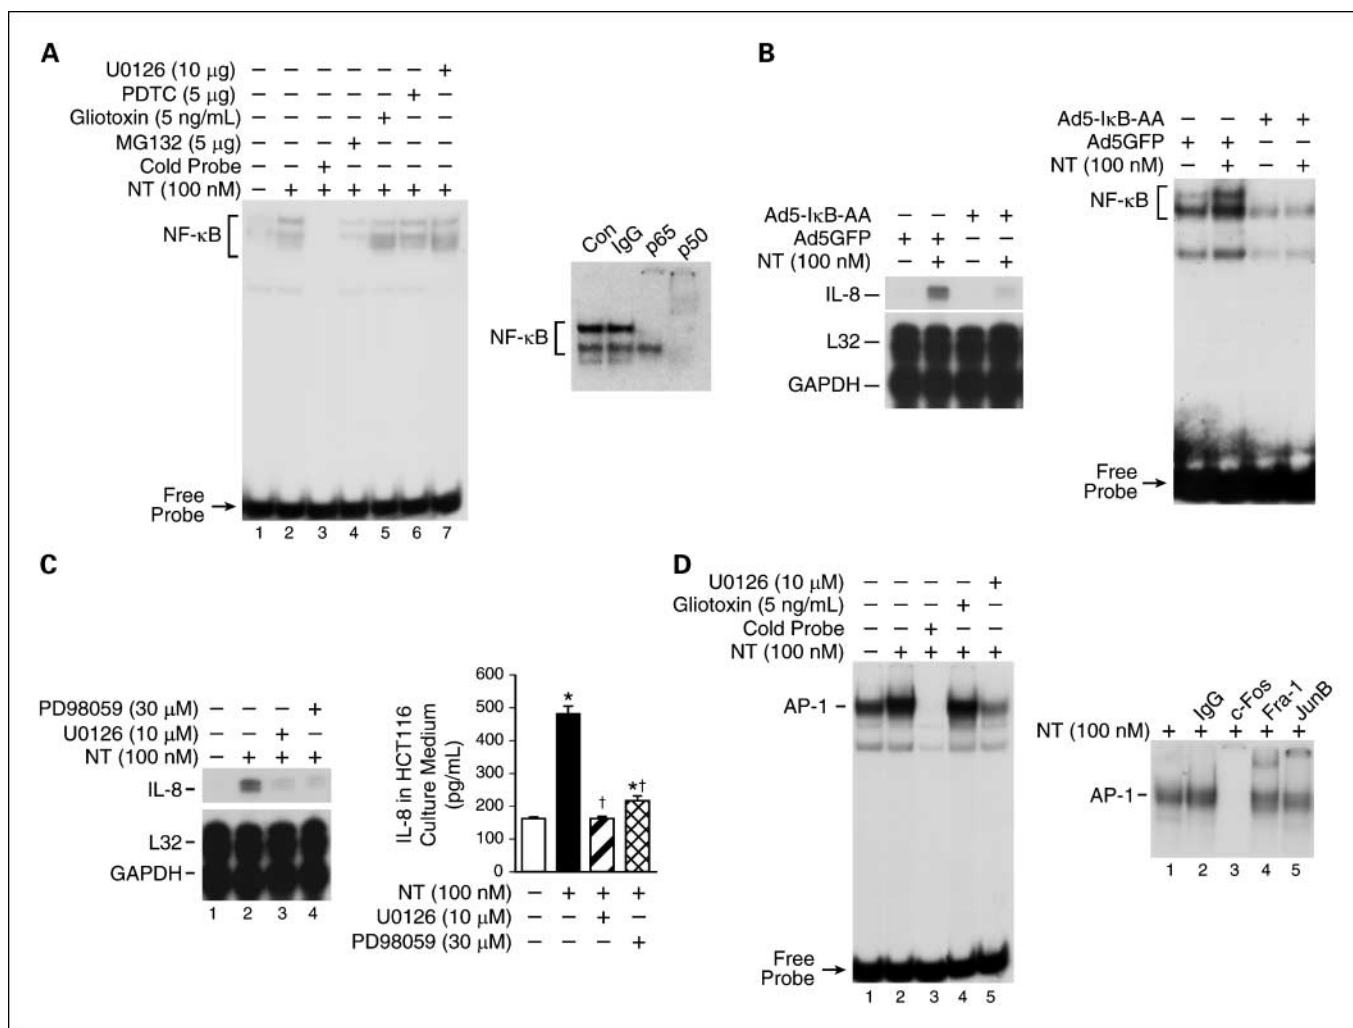 A
U0126 (10 μg) – – – – – – +
PDTC (5 μg) – – – – – + –
Gliotoxin (5 ng/mL) – – – – + – –
MG132 (5 μg) – – – + – – –
Cold Probe – – + – – – –
NT (100 nM) – + + + + + +
NF-κB
Free
Probe
1 2 3 4 5 6 7
Con IgG p65 p50
NF-κB
B
Ad5-IκB-AA – – + +
Ad5GFP + + – –
NT (100 nM) – + – +
IL-8
L32
GAPDH
Ad5-IκB-AA – – + +
Ad5GFP + + – –
NT (100 nM) – + – +
NF-κB
Free
Probe
C
PD98059 (30 μM) – – – +
U0126 (10 μM) – – + –
NT (100 nM) – + + +
IL-8
L32
GAPDH
1 2 3 4
IL-8 in HCT116
Culture Medium
(pg/mL)
600
500
400
300
200
100
0
*
†
*†
NT (100 nM) – + + +
U0126 (10 μM) – – + –
PD98059 (30 μM) – – – +
D
U0126 (10 μM) – – – – +
Gliotoxin (5 ng/mL) – – – + –
Cold Probe – – + – –
NT (100 nM) – + + + +
AP-1
Free
Probe
1 2 3 4 5
IgG c-Fos Fra-1 JunB
NT (100 nM) + + + + +
AP-1
1 2 3 4 5